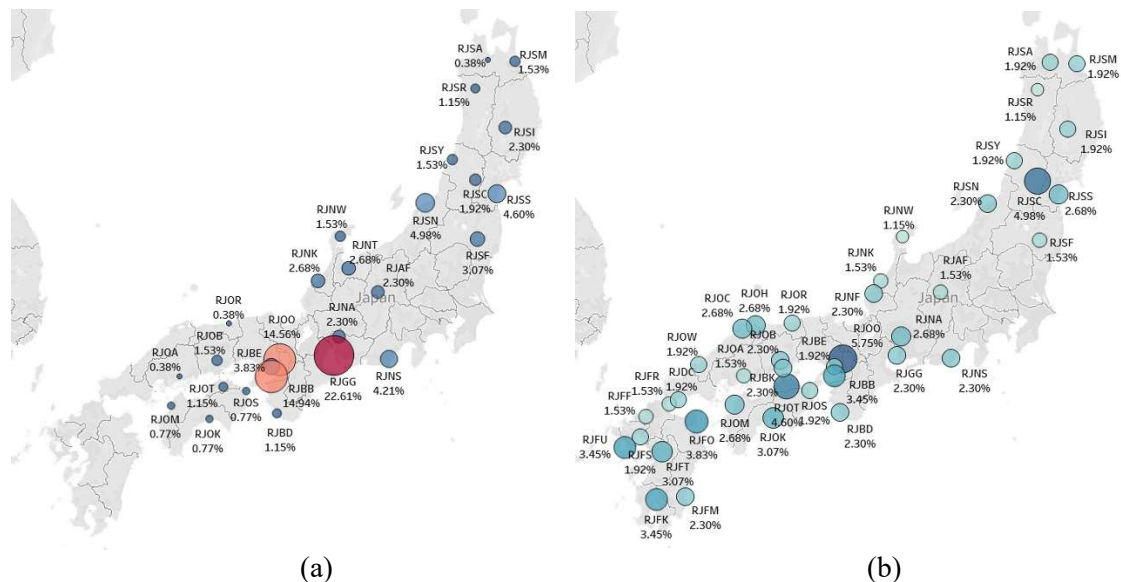 RJSA
0.38%
RJSM
1.53%
RJSR
1.15%
RJSI
2.30%
RJSY
1.53%
RJSC
1.92%
RJSS
4.60%
RJSN
4.98%
RJSF
3.07%
RJNW
1.53%
RJNT
2.68%
RJNK
2.68%
RJAF
2.30%
Japan
RJNA
2.30%
RJOR
0.38%
RJOO
14.56%
RJOB
1.53%
RJBE
3.83%
RJOA
0.38%
RJGG
22.61%
RJNS
4.21%
RJBB
14.94%
RJOT
1.15%
RJOS
0.77%
RJOM
0.77%
RJOK
0.77%
RJBD
1.15%
(a)
RJSA
1.92%
RJSM
1.92%
RJSR
1.15%
RJSI
1.92%
RJSY
1.92%
RJSN
2.30%
RJSC
4.98%
RJSS
2.68%
RJSF
1.53%
RJNW
1.15%
RJNK
1.53%
RJAF
1.53%
Japan
RJNF
2.30%
RJOC
2.68%
RJOH
2.68%
RJOR
1.92%
RJNA
2.68%
RJOO
5.75%
RJOW
1.92%
RJOA
1.53%
RJOB
2.30%
RJBE
1.92%
RJGG
2.30%
RJNS
2.30%
RJFR
1.53%
RJDC
1.92%
RJBK
2.30%
RJBB
3.45%
RJFF
1.53%
RJOM
2.68%
RJOT
4.60%
RJOS
1.92%
RJOK
3.07%
RJBD
2.30%
RJFU
3.45%
RJFS
1.92%
RJFO
3.83%
RJFT
3.07%
RJFK
3.45%
RJFM
2.30%
(b)